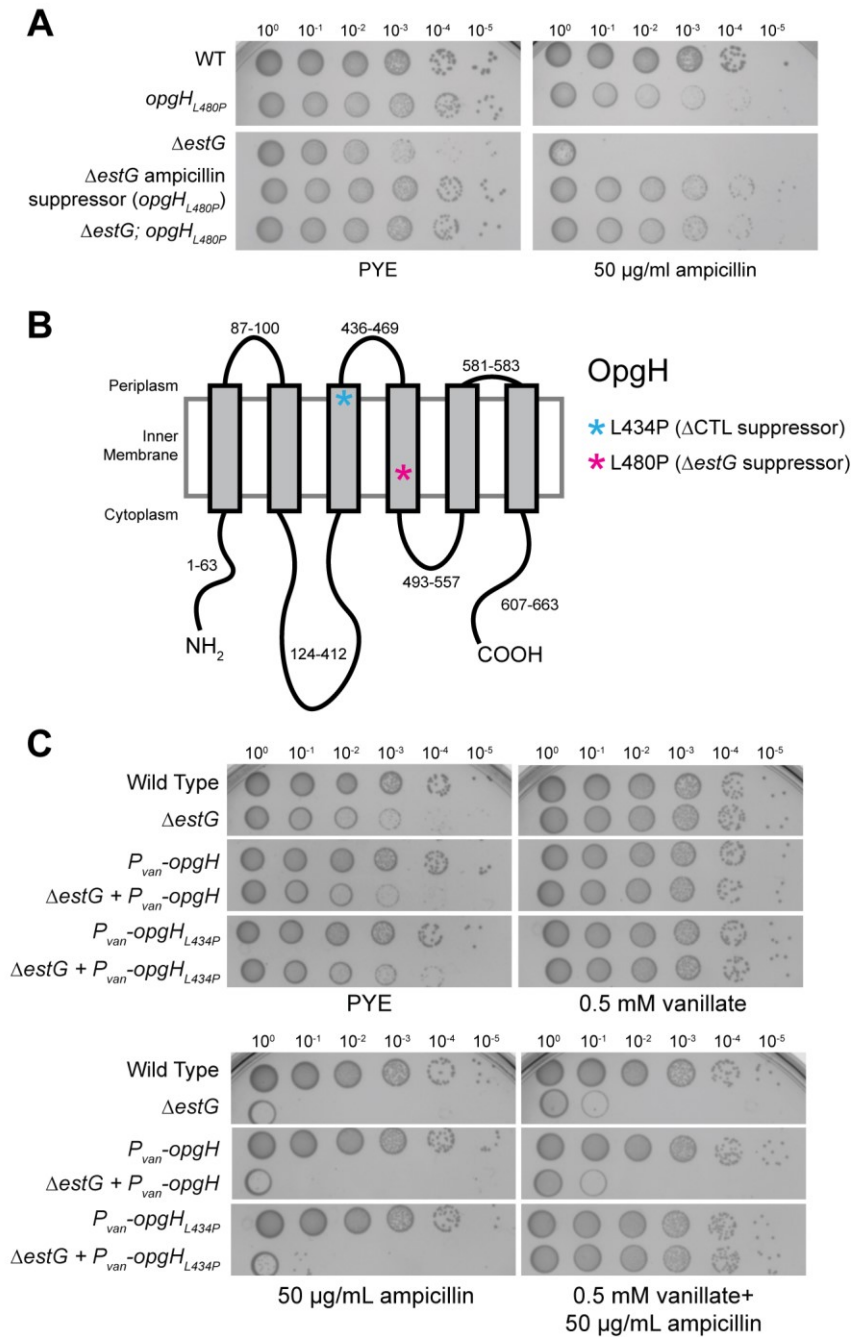 A
10⁰ 10⁻¹ 10⁻² 10⁻³ 10⁻⁴ 10⁻⁵ 10⁰ 10⁻¹ 10⁻² 10⁻³ 10⁻⁴ 10⁻⁵
WT
opgH_L480P
ΔestG
ΔestG ampicillin
suppressor (opgH_L480P)
ΔestG; opgH_L480P
PYE 50 µg/ml ampicillin
B
87-100 436-469 581-583
Periplasm
Inner
Membrane
Cytoplasm
1-63
NH₂
124-412
493-557
607-663
COOH
OpgH
* L434P (ΔCTL suppressor)
* L480P (ΔestG suppressor)
C
10⁰ 10⁻¹ 10⁻² 10⁻³ 10⁻⁴ 10⁻⁵ 10⁰ 10⁻¹ 10⁻² 10⁻³ 10⁻⁴ 10⁻⁵
Wild Type
ΔestG
P_van-opgH
ΔestG + P_van-opgH
P_van-opgH_L434P
ΔestG + P_van-opgH_L434P
PYE 0.5 mM vanillate
10⁰ 10⁻¹ 10⁻² 10⁻³ 10⁻⁴ 10⁻⁵ 10⁰ 10⁻¹ 10⁻² 10⁻³ 10⁻⁴ 10⁻⁵
Wild Type
ΔestG
P_van-opgH
ΔestG + P_van-opgH
P_van-opgH_L434P
ΔestG + P_van-opgH_L434P
50 µg/mL ampicillin 0.5 mM vanillate+
50 µg/mL ampicillin